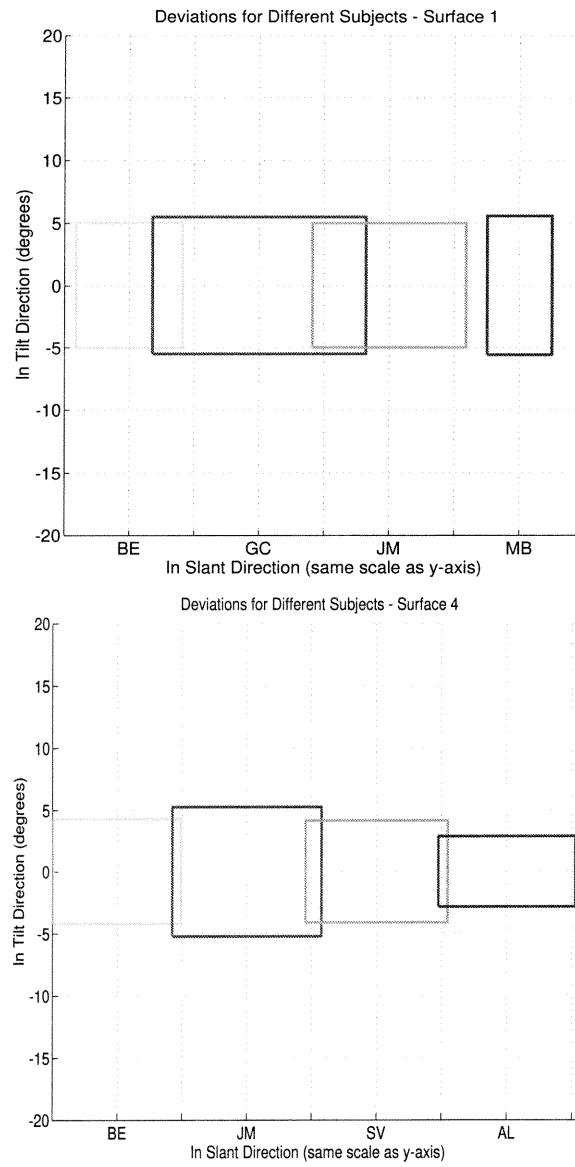 Deviations for Different Subjects - Surface 1
20
15
10
5
0
-5
-10
-15
-20
In Tilt Direction (degrees)
BE GC JM MB
In Slant Direction (same scale as y-axis)
Deviations for Different Subjects - Surface 4
20
15
10
5
0
-5
-10
-15
-20
In Tilt Direction (degrees)
BE JM SV AL
In Slant Direction (same scale as y-axis)